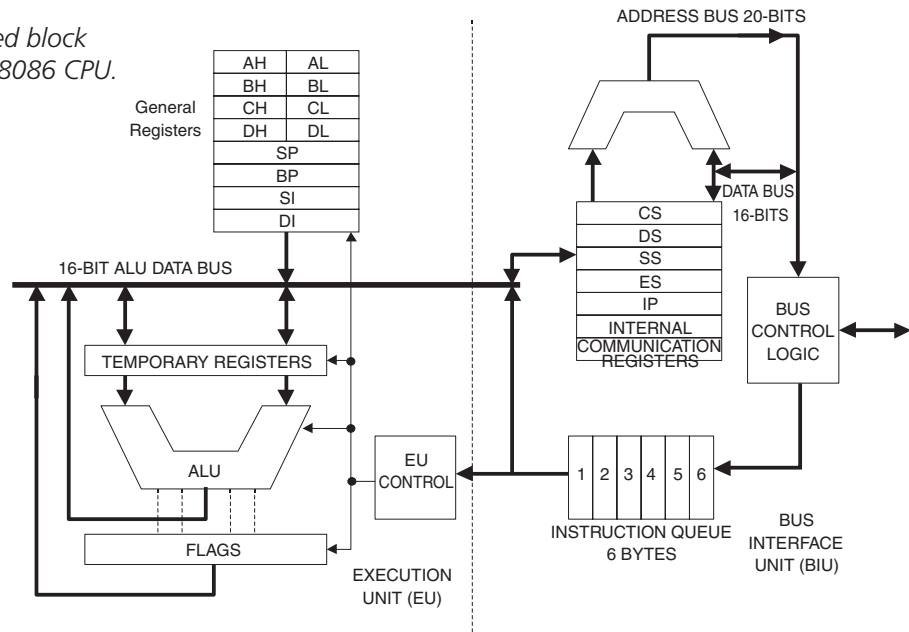 ed block
8086 CPU.
General
Registers
AH AL
BH BL
CH CL
DH DL
SP
BP
SI
DI
16-BIT ALU DATA BUS
TEMPORARY REGISTERS
ALU
FLAGS
EU
CONTROL
EXECUTION
UNIT (EU)
ADDRESS BUS 20-BITS
DATA BUS
16-BITS
CS
DS
SS
ES
IP
INTERNAL
COMMUNICATION
REGISTERS
BUS
CONTROL
LOGIC
1 2 3 4 5 6
INSTRUCTION QUEUE
6 BYTES
BUS
INTERFACE
UNIT (BIU)